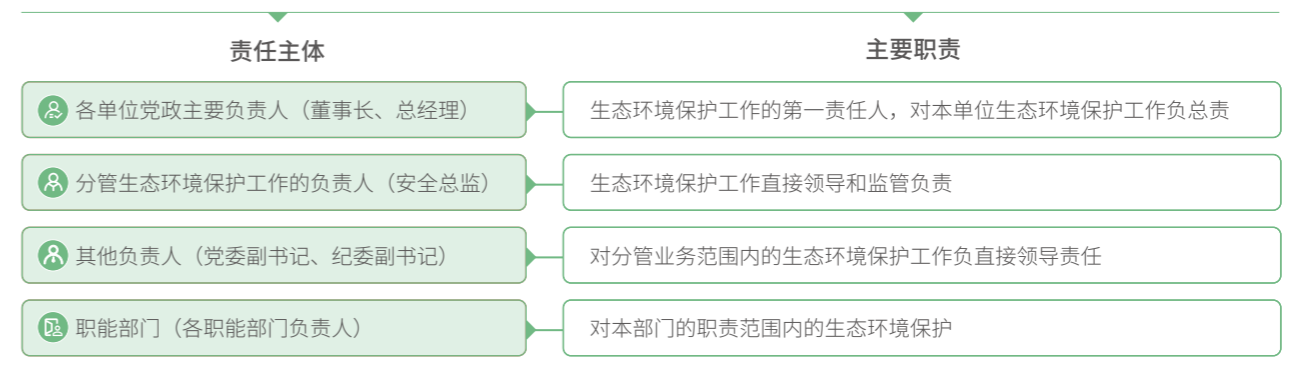 责任主体
主要职责
各单位党政主要负责人（董事长、总经理）
生态环境保护工作的第一责任人，对本单位生态环境保护工作负总责
分管生态环境保护工作的负责人（安全总监）
生态环境保护工作直接领导和监管负责
其他负责人（党委副书记、纪委副书记）
对分管业务范围内的生态环境保护工作负直接领导责任
职能部门（各职能部门负责人）
对本部门的职责范围内的生态环境保护